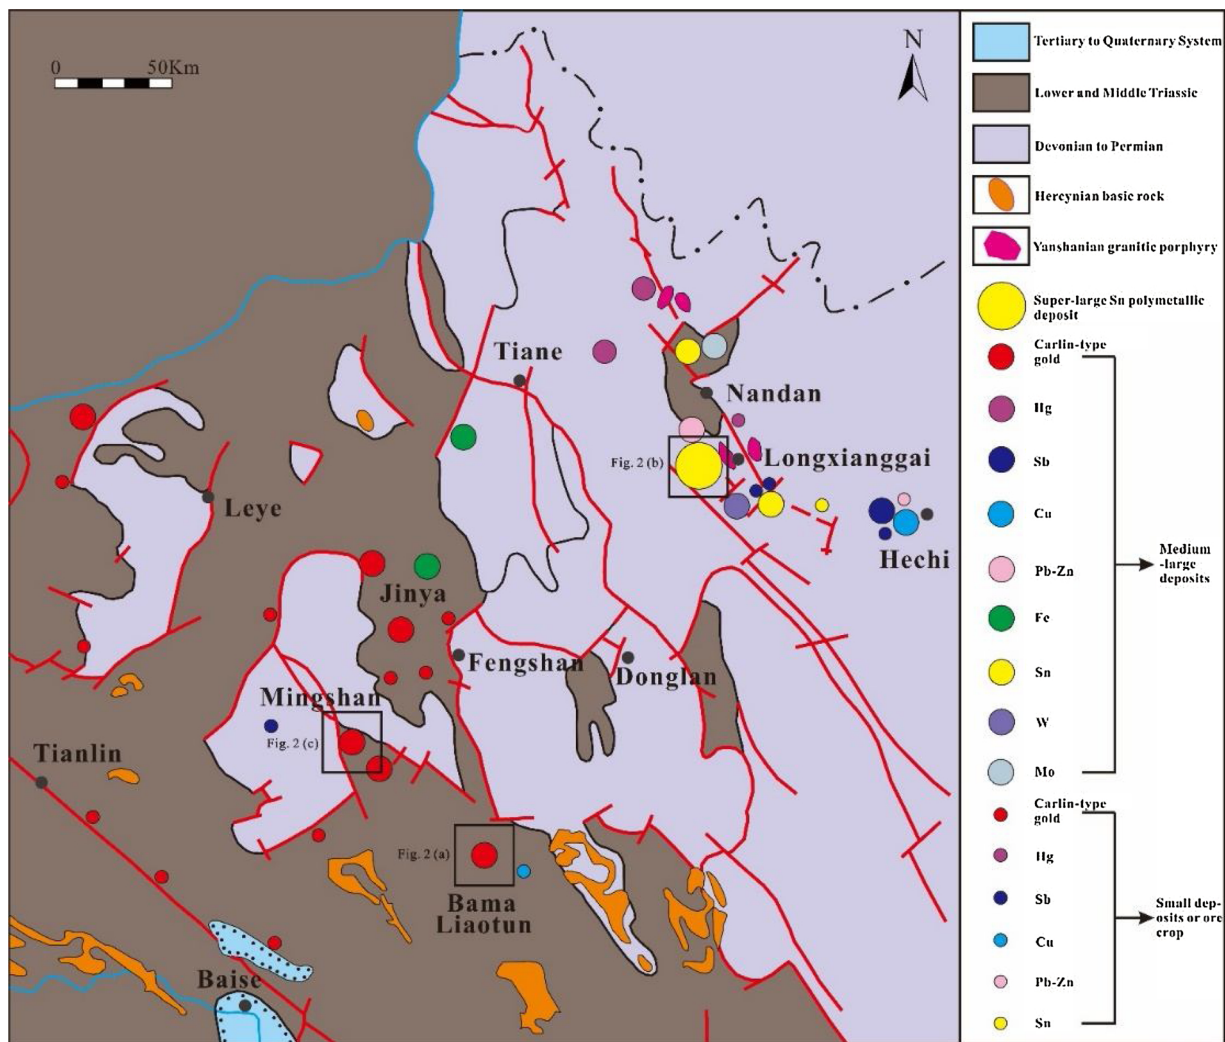 0 50Km
N
Tiane
Nandan
Fig. 2 (b)
Longxianggai
Leye
Hechi
Jinya
Fengshan
Donglan
Mingshan
Fig. 2 (c)
Tianlin
Fig. 2 (a)
Bama
Liaotun
Baise
Tertiary to Quaternary System
Lower and Middle Triassic
Devonian to Permian
Hercynian basic rock
Yanshanian granitic porphyry
Super-large Sn polymetallic
deposit
Carlin-type
gold
Hg
Sb
Cu
Pb-Zn
Fe
Sn
W
Mo
Medium
-large
deposits
Carlin-type
gold
Hg
Sb
Cu
Pb-Zn
Sn
Small dep-
osits or ore
crop